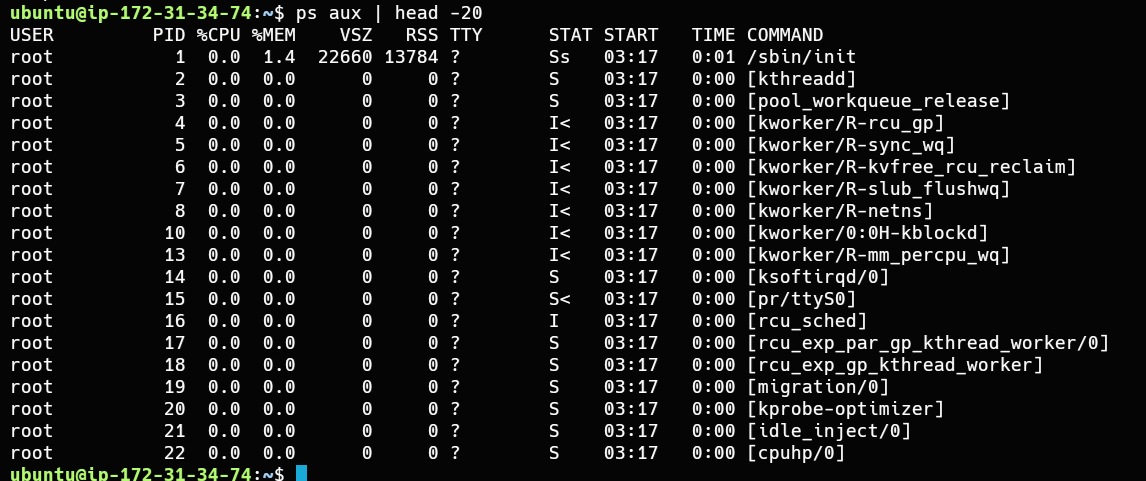 ubuntu@ip-172-31-34-74:~$ ps aux | head -20
USER         PID %CPU %MEM    VSZ   RSS TTY      STAT START   TIME COMMAND
root           1  0.0  1.4  22660 13784 ?        Ss   03:17   0:01 /sbin/init
root           2  0.0  0.0      0     0 ?        S    03:17   0:00 [kthreadd]
root           3  0.0  0.0      0     0 ?        S    03:17   0:00 [pool_workqueue_release]
root           4  0.0  0.0      0     0 ?        I<   03:17   0:00 [kworker/R-rcu_gp]
root           5  0.0  0.0      0     0 ?        I<   03:17   0:00 [kworker/R-sync_wq]
root           6  0.0  0.0      0     0 ?        I<   03:17   0:00 [kworker/R-kvfree_rcu_reclaim]
root           7  0.0  0.0      0     0 ?        I<   03:17   0:00 [kworker/R-slub_flushwq]
root           8  0.0  0.0      0     0 ?        I<   03:17   0:00 [kworker/R-netns]
root          10  0.0  0.0      0     0 ?        I<   03:17   0:00 [kworker/0:0H-kblockd]
root          13  0.0  0.0      0     0 ?        I<   03:17   0:00 [kworker/R-mm_percpu_wq]
root          14  0.0  0.0      0     0 ?        S    03:17   0:00 [ksoftirqd/0]
root          15  0.0  0.0      0     0 ?        S<   03:17   0:00 [pr/ttyS0]
root          16  0.0  0.0      0     0 ?        I    03:17   0:00 [rcu_sched]
root          17  0.0  0.0      0     0 ?        S    03:17   0:00 [rcu_exp_par_gp_kthread_worker/0]
root          18  0.0  0.0      0     0 ?        S    03:17   0:00 [rcu_exp_gp_kthread_worker]
root          19  0.0  0.0      0     0 ?        S    03:17   0:00 [migration/0]
root          20  0.0  0.0      0     0 ?        S    03:17   0:00 [kprobe-optimizer]
root          21  0.0  0.0      0     0 ?        S    03:17   0:00 [idle_inject/0]
root          22  0.0  0.0      0     0 ?        S    03:17   0:00 [cpuhp/0]
ubuntu@ip-172-31-34-74:~$